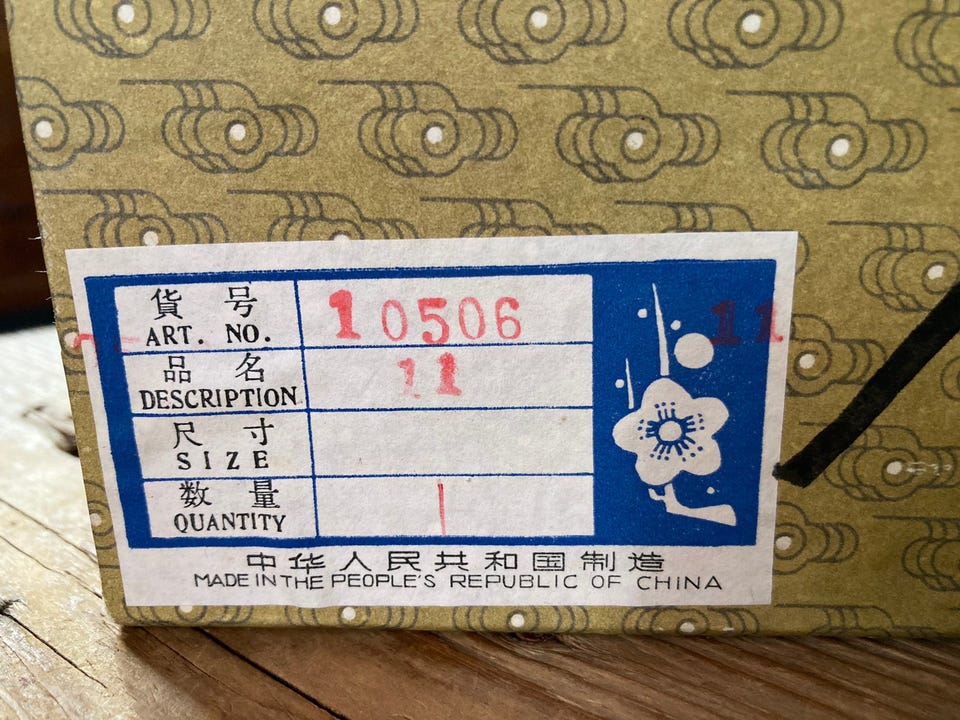 貨 号 10506
ART. NO.
品 名 11 11
DESCRIPTION
尺 寸
SIZE
数 量 1
QUANTITY
中华人民共和国制造
MADE IN THE PEOPLE'S REPUBLIC OF CHINA